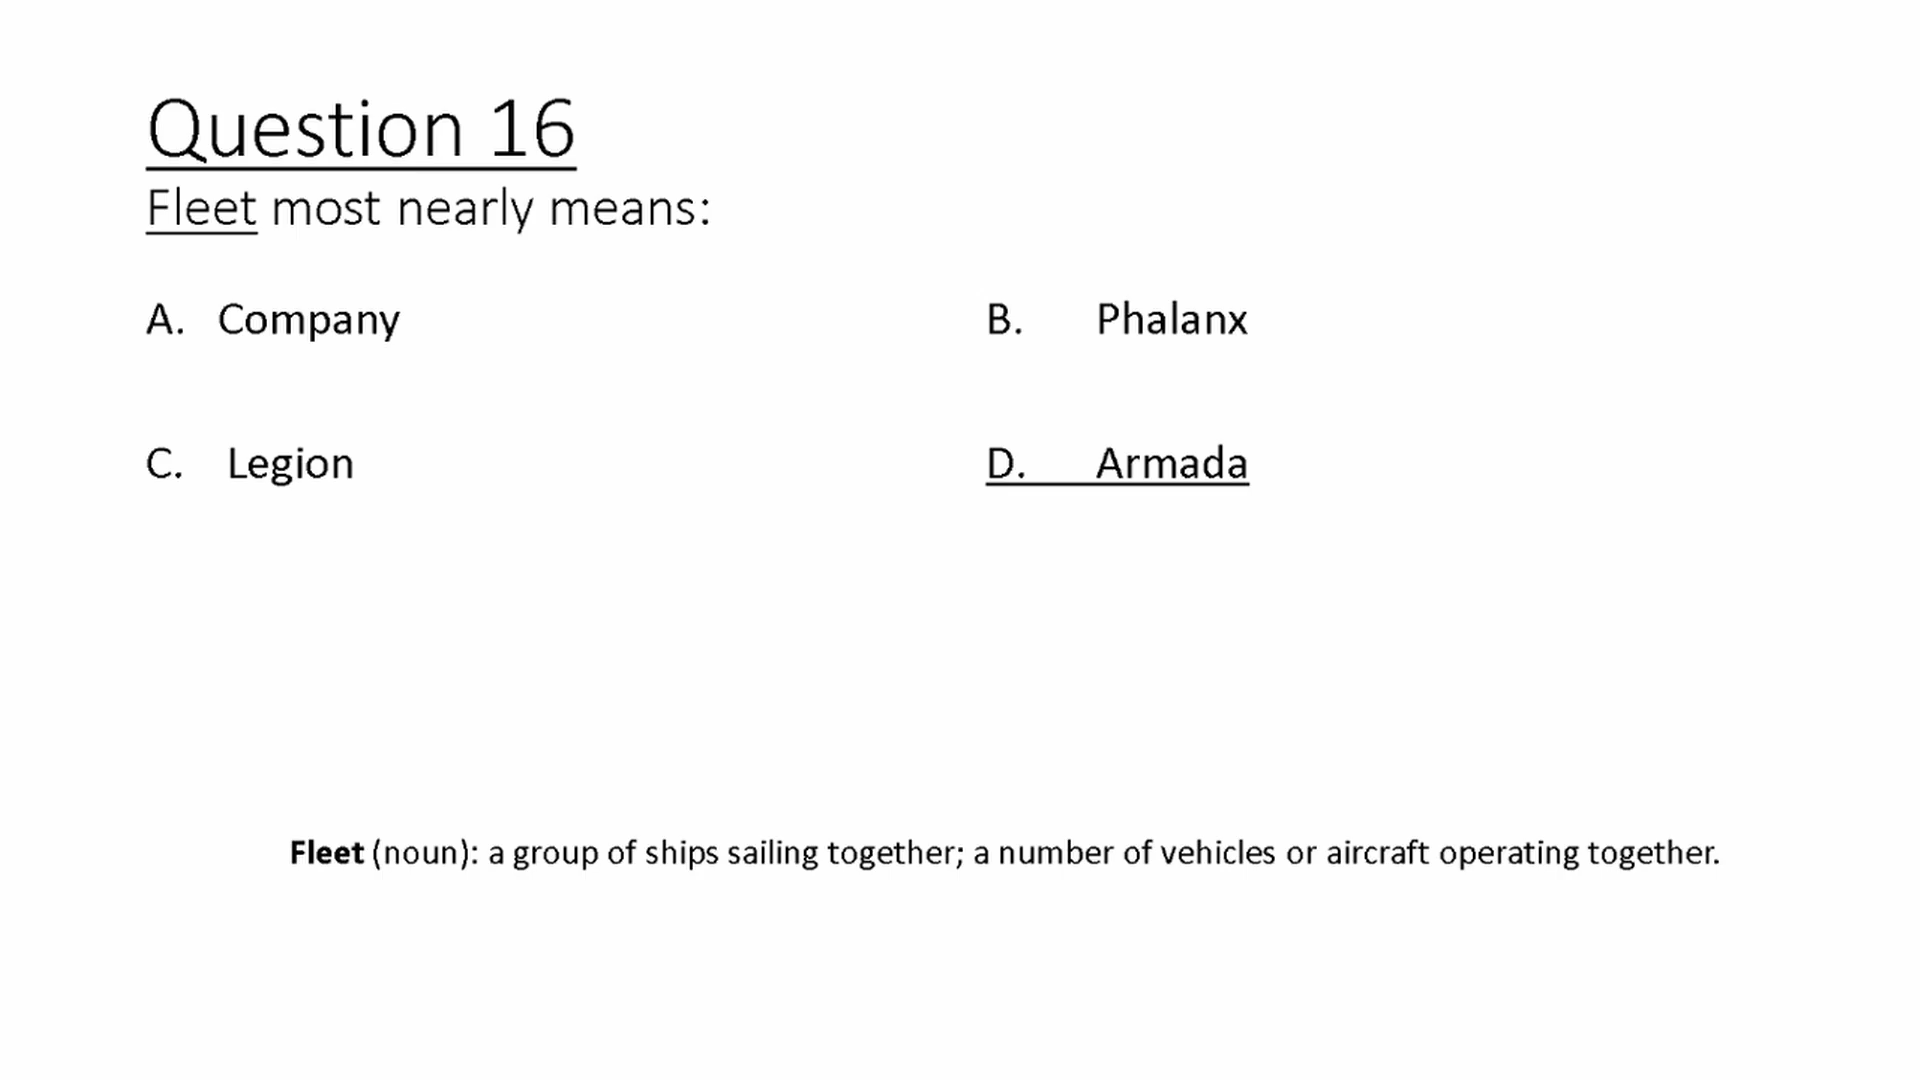 Question 16
Fleet most nearly means:
A. Company
B. Phalanx
C. Legion
D. Armada
Fleet (noun): a group of ships sailing together; a number of vehicles or aircraft operating together.